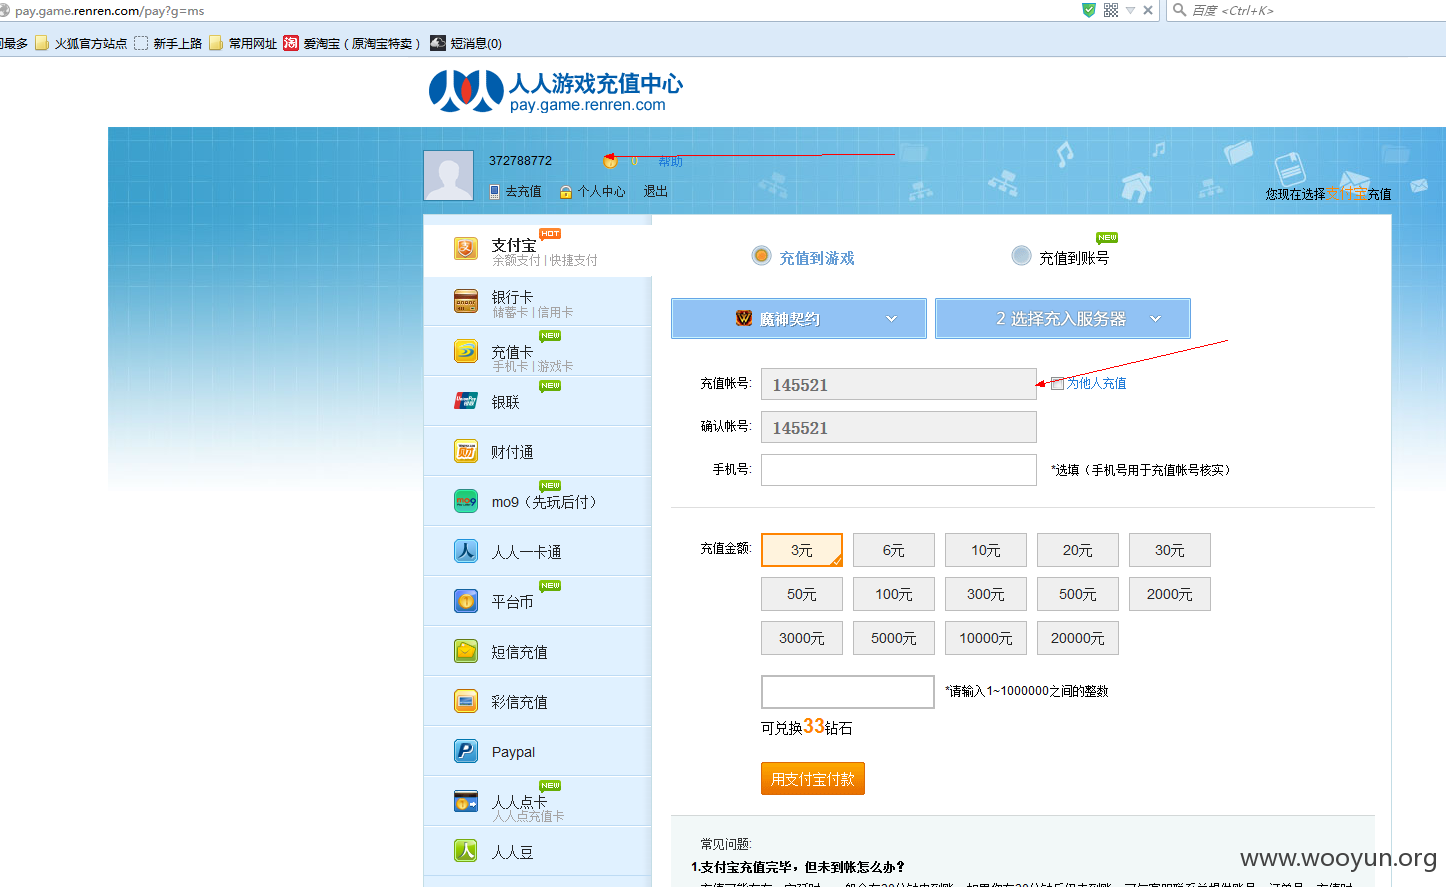 pay.game.renren.com/pay?g=ms
百度 <Ctrl+K>
问最多 火狐官方站点 新手上路 常用网址 淘 爱淘宝（原淘宝特卖） 短消息(0)
人人游戏充值中心
pay.game.renren.com
372788772 0 帮助
去充值 个人中心 退出
您现在选择支付宝充值
支付宝 HOT
余额支付 | 快捷支付
银行卡
储蓄卡 | 信用卡
充值卡 NEW
手机卡 | 游戏卡
银联 NEW
财付通
mo9（先玩后付） NEW
人人一卡通
平台币 NEW
短信充值
彩信充值
Paypal
人人点卡 NEW
人人点充值卡
人人豆
充值到游戏 充值到账号 NEW
魔神契约 2 选择充入服务器
充值帐号: 145521 为他人充值
确认帐号: 145521
手机号: *选填（手机号用于充值帐号核实）
充值金额: 3元 6元 10元 20元 30元
50元 100元 300元 500元 2000元
3000元 5000元 10000元 20000元
*请输入1~1000000之间的整数
可兑换33钻石
用支付宝付款
常见问题:
1.支付宝充值完毕，但未到帐怎么办?
www.wooyun.org